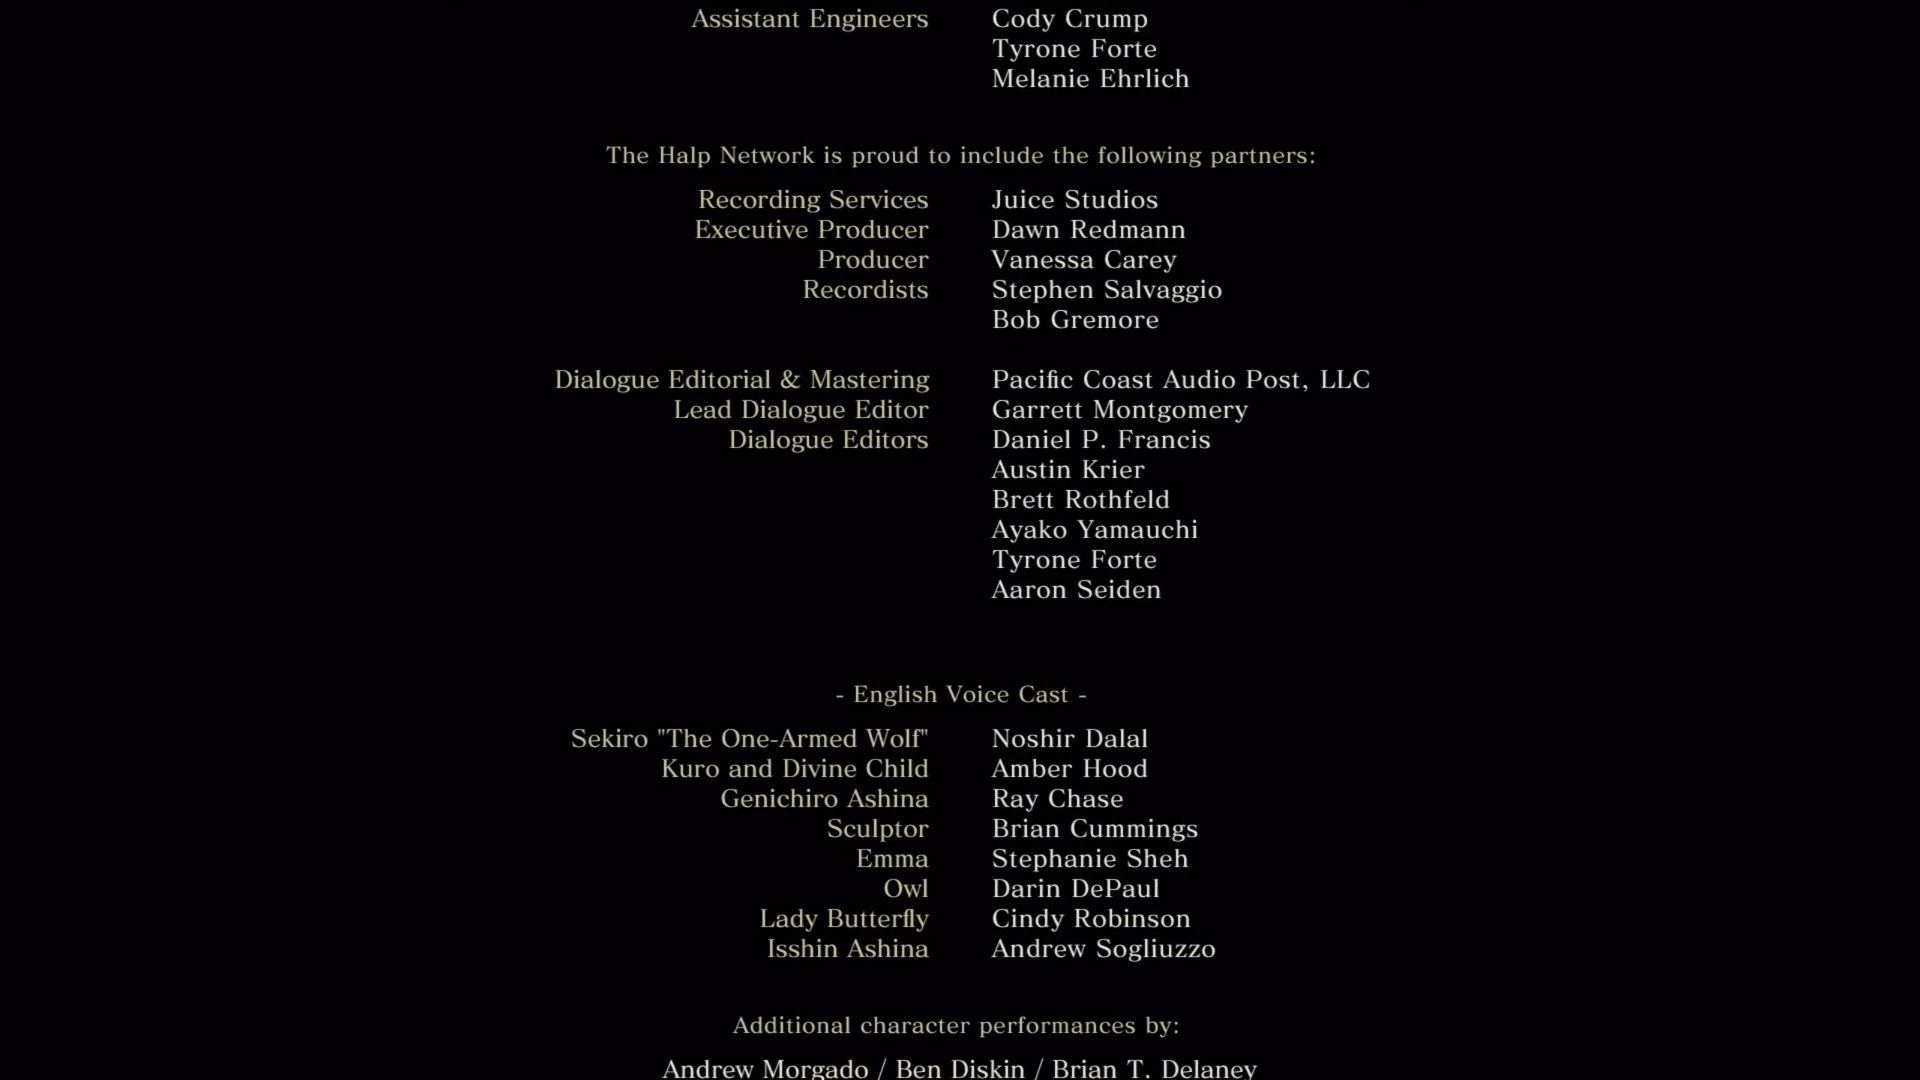 Assistant Engineers Cody Crump
Tyrone Forte
Melanie Ehrlich
The Halp Network is proud to include the following partners:
Recording Services Juice Studios
Executive Producer Dawn Redmann
Producer Vanessa Carey
Recordists Stephen Salvaggio
Bob Gremore
Dialogue Editorial & Mastering Pacific Coast Audio Post, LLC
Lead Dialogue Editor Garrett Montgomery
Dialogue Editors Daniel P. Francis
Austin Krier
Brett Rothfeld
Ayako Yamauchi
Tyrone Forte
Aaron Seiden
- English Voice Cast -
Sekiro "The One-Armed Wolf" Noshir Dalal
Kuro and Divine Child Amber Hood
Genichiro Ashina Ray Chase
Sculptor Brian Cummings
Emma Stephanie Sheh
Owl Darin DePaul
Lady Butterfly Cindy Robinson
Isshin Ashina Andrew Sogliuzzo
Additional character performances by:
Andrew Morgado / Ben Diskin / Brian T. Delaney